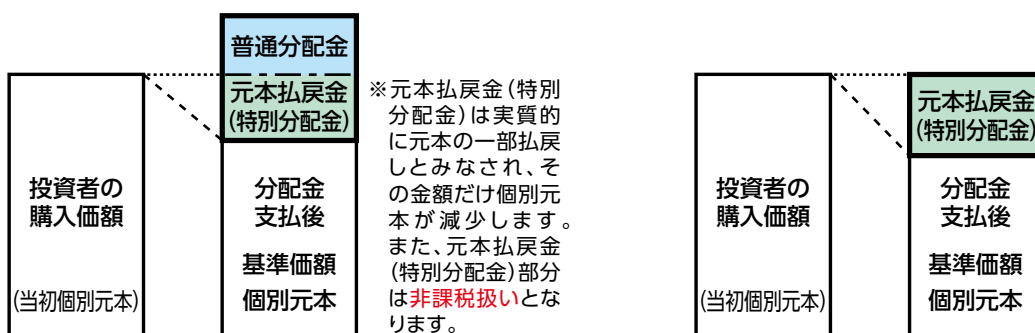 普通分配金
元本払戻金
(特別分配金)
投資者の
購入価額
(当初個別元本)
分配金
支払後
基準価額
個別元本
※元本払戻金(特別
分配金)は実質的
に元本の一部払戻
しとみなされ、そ
の金額だけ個別元
本が減少します。
また、元本払戻金
(特別分配金)部分
は非課税扱いとな
ります。
投資者の
購入価額
(当初個別元本)
元本払戻金
(特別分配金)
分配金
支払後
基準価額
個別元本